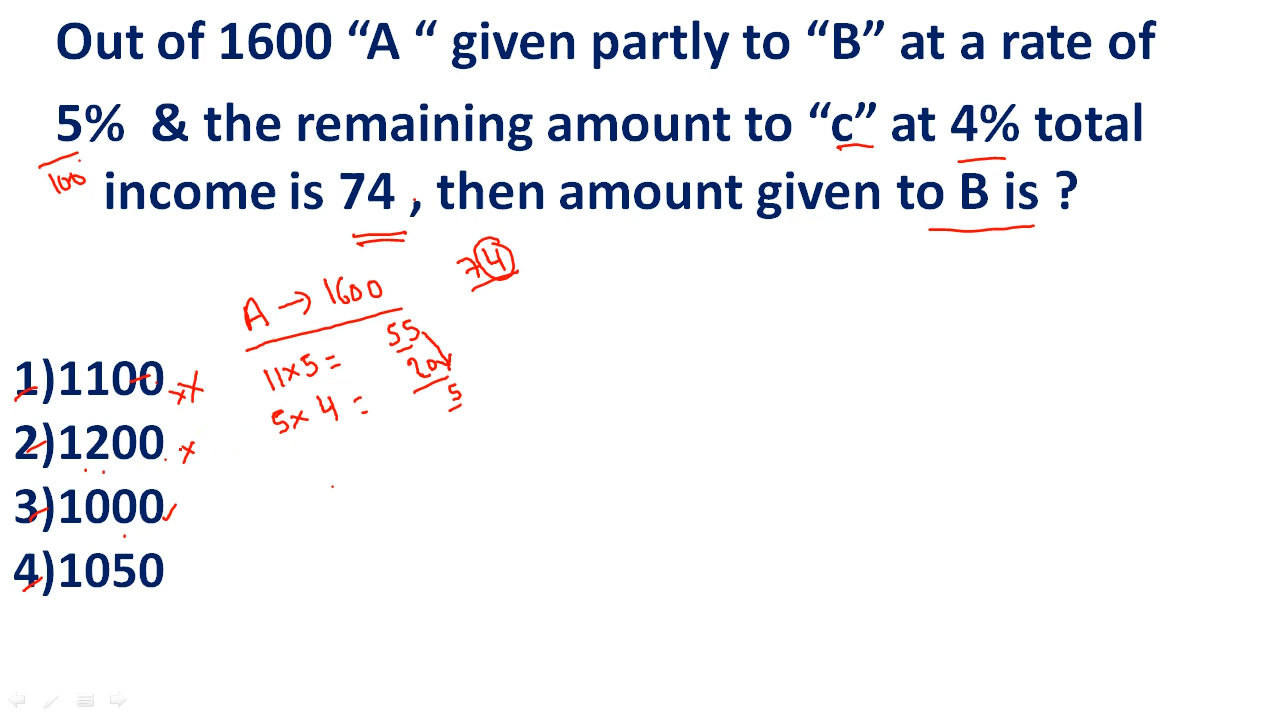 Out of 1600 “A “ given partly to “B” at a rate of
5% & the remaining amount to “c” at 4% total
100
income is 74 , then amount given to B is ?
74
A → 1600
11×5 = 55
5×4 = 20
5
1)1100
2)1200
3)1000
4)1050